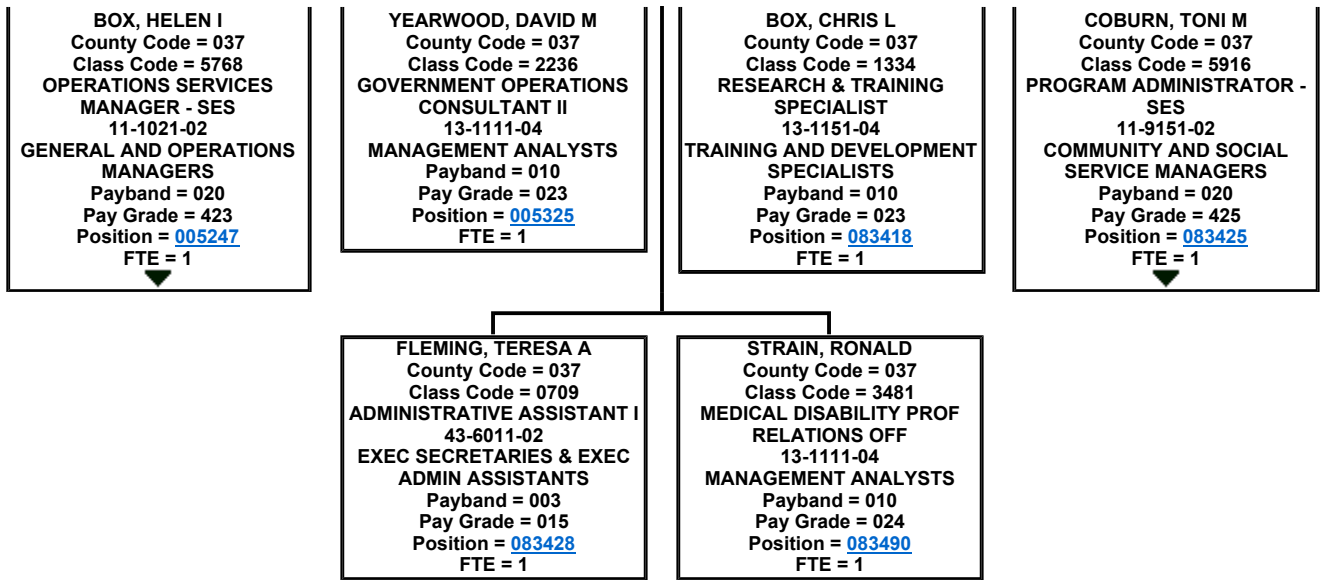 BOX, HELEN I
County Code = 037
Class Code = 5768
OPERATIONS SERVICES
MANAGER - SES
11-1021-02
GENERAL AND OPERATIONS
MANAGERS
Payband = 020
Pay Grade = 423
Position = 005247
FTE = 1
YEARWOOD, DAVID M
County Code = 037
Class Code = 2236
GOVERNMENT OPERATIONS
CONSULTANT II
13-1111-04
MANAGEMENT ANALYSTS
Payband = 010
Pay Grade = 023
Position = 005325
FTE = 1
BOX, CHRIS L
County Code = 037
Class Code = 1334
RESEARCH & TRAINING
SPECIALIST
13-1151-04
TRAINING AND DEVELOPMENT
SPECIALISTS
Payband = 010
Pay Grade = 023
Position = 083418
FTE = 1
COBURN, TONI M
County Code = 037
Class Code = 5916
PROGRAM ADMINISTRATOR -
SES
11-9151-02
COMMUNITY AND SOCIAL
SERVICE MANAGERS
Payband = 020
Pay Grade = 425
Position = 083425
FTE = 1
FLEMING, TERESA A
County Code = 037
Class Code = 0709
ADMINISTRATIVE ASSISTANT I
43-6011-02
EXEC SECRETARIES & EXEC
ADMIN ASSISTANTS
Payband = 003
Pay Grade = 015
Position = 083428
FTE = 1
STRAIN, RONALD
County Code = 037
Class Code = 3481
MEDICAL DISABILITY PROF
RELATIONS OFF
13-1111-04
MANAGEMENT ANALYSTS
Payband = 010
Pay Grade = 024
Position = 083490
FTE = 1